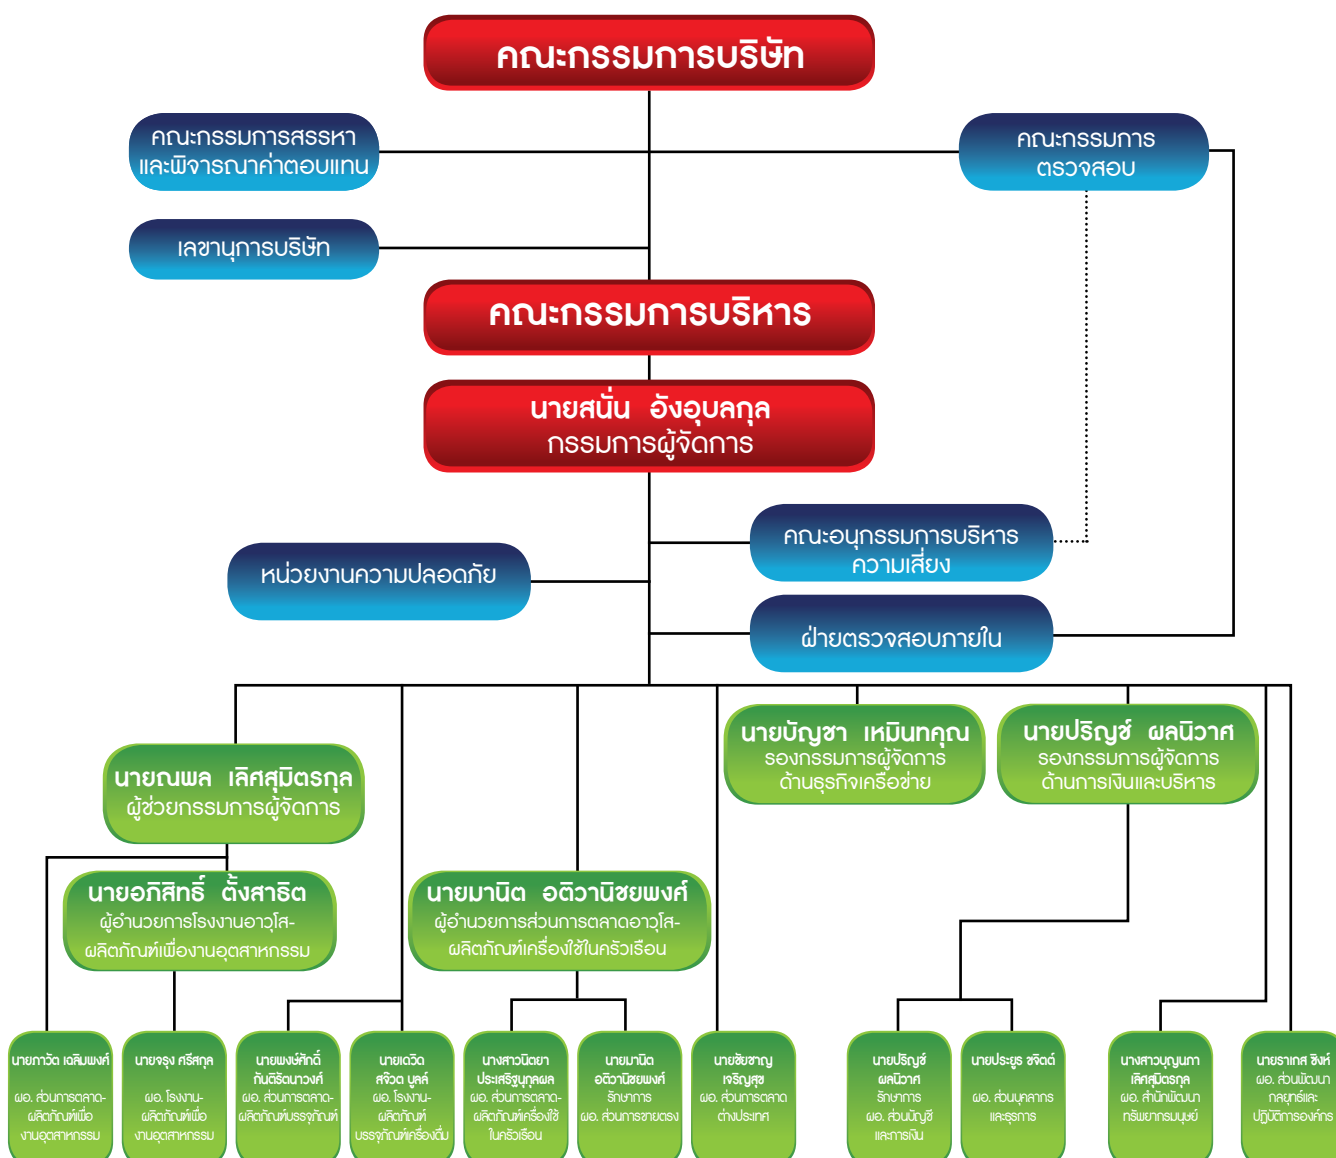 คณะกรรมการบริษัท
คณะกรรมการสรรหา
และพิจารณาค่าตอบแทน
คณะกรรมการ
ตรวจสอบ
เลขานุการบริษัท
คณะกรรมการบริหาร
นายสนั่น อังอุบลกุล
กรรมการผู้จัดการ
คณะอนุกรรมการบริหาร
ความเสี่ยง
หน่วยงานความปลอดภัย
ฝ่ายตรวจสอบภายใน
นายณพล เลิศสุมิตรกุล
ผู้ช่วยกรรมการผู้จัดการ
นายบัญชา เหมินทคุณ
รองกรรมการผู้จัดการ
ด้านธุรกิจเครือข่าย
นายปริญช์ ผลนิวาศ
รองกรรมการผู้จัดการ
ด้านการเงินและบริหาร
นายอภิสิทธิ์ ตั้งสาธิต
ผู้อำนวยการโรงงานอาวุโส-
ผลิตภัณฑ์เพื่องานอุตสาหกรรม
นายมานิต อติวานิชยพงศ์
ผู้อำนวยการส่วนการตลาดอาวุโส-
ผลิตภัณฑ์เครื่องใช้ในครัวเรือน
นายภาวัต เฉลิมพงศ์
ผอ. ส่วนการตลาด-
ผลิตภัณฑ์เพื่อ
งานอุตสาหกรรม
นายจรุง ศรีสกุล
ผอ. โรงงาน-
ผลิตภัณฑ์เพื่อ
งานอุตสาหกรรม
นายพงษ์ศักดิ์
กันติรัตนาวงศ์
ผอ. ส่วนการตลาด-
ผลิตภัณฑ์บรรจุภัณฑ์
นายเดวิด
สจ๊วต บูลล์
ผอ. โรงงาน-
ผลิตภัณฑ์
บรรจุภัณฑ์เครื่องดื่ม
นางสาวนิตยา
ประเสริฐนุกูลผล
ผอ. ส่วนการตลาด-
ผลิตภัณฑ์เครื่องใช้
ในครัวเรือน
นายมานิต
อติวานิชยพงศ์
รักษาการ
ผอ. ส่วนการขายตรง
นายชัยชาญ
เจริญสุข
ผอ. ส่วนการตลาด
ต่างประเทศ
นายปริญช์
ผลนิวาศ
รักษาการ
ผอ. ส่วนบัญชี
และการเงิน
นายประยูร ชจิตต์
ผอ. ส่วนบุคลากร
และธุรการ
นางสาวบุญนภา
เลิศสุมิตรกุล
ผอ. สำนักพัฒนา
ทรัพยากรมนุษย์
นายราเกส ซิงห์
ผอ. ส่วนพัฒนา
กลยุทธ์และ
ปฏิบัติการองค์กร